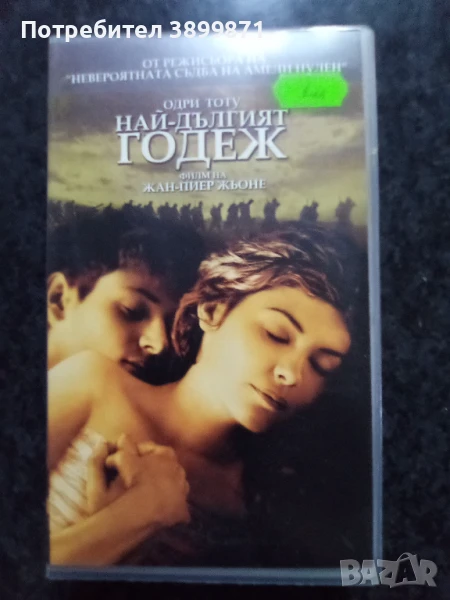 Потребител 3899871
ОТ РЕЖИСЬОРА НА
"НЕВЕРОЯТНАТА СЪДБА НА АМЕЛИ ПУЛЕН"
ОДРИ ТОТУ
НАЙ-ДЪЛГИЯТ
ГОДЕЖ
ФИЛМ НА
ЖАН-ПИЕР ЖЬОНЕ
BAZAR